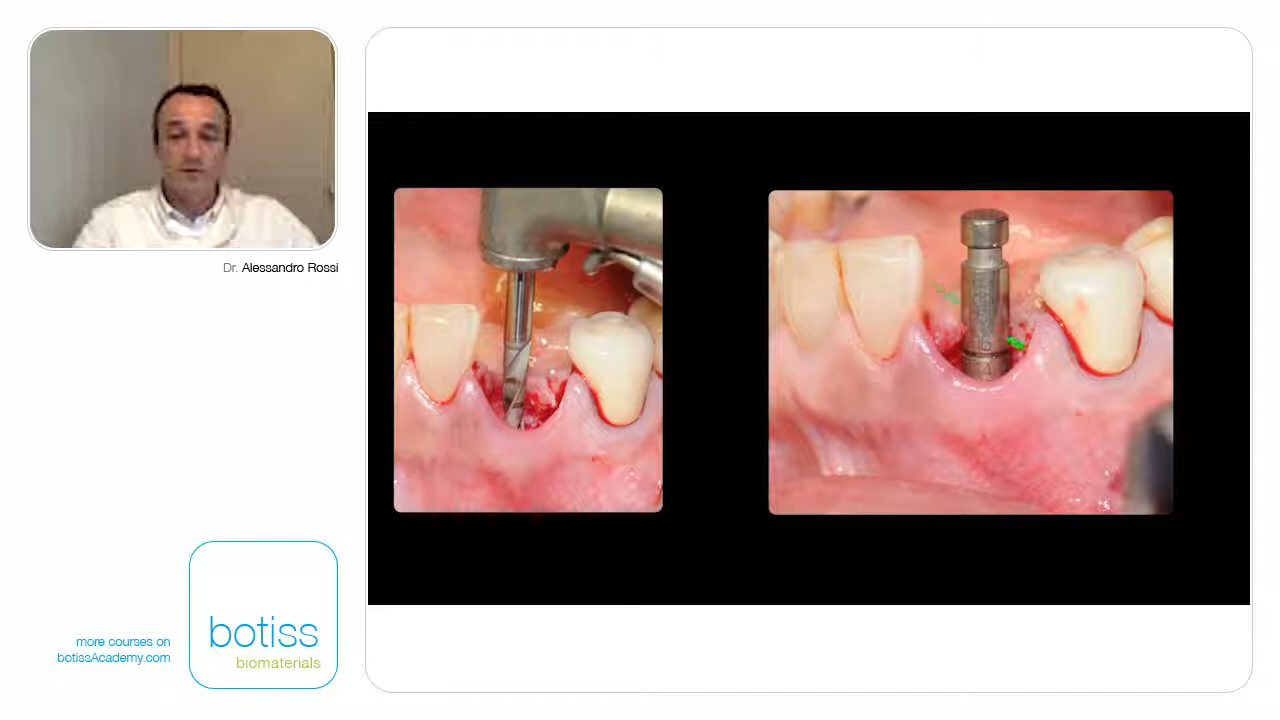 Dr. Alessandro Rossi
more courses on
botissAcademy.com
botiss
biomaterials